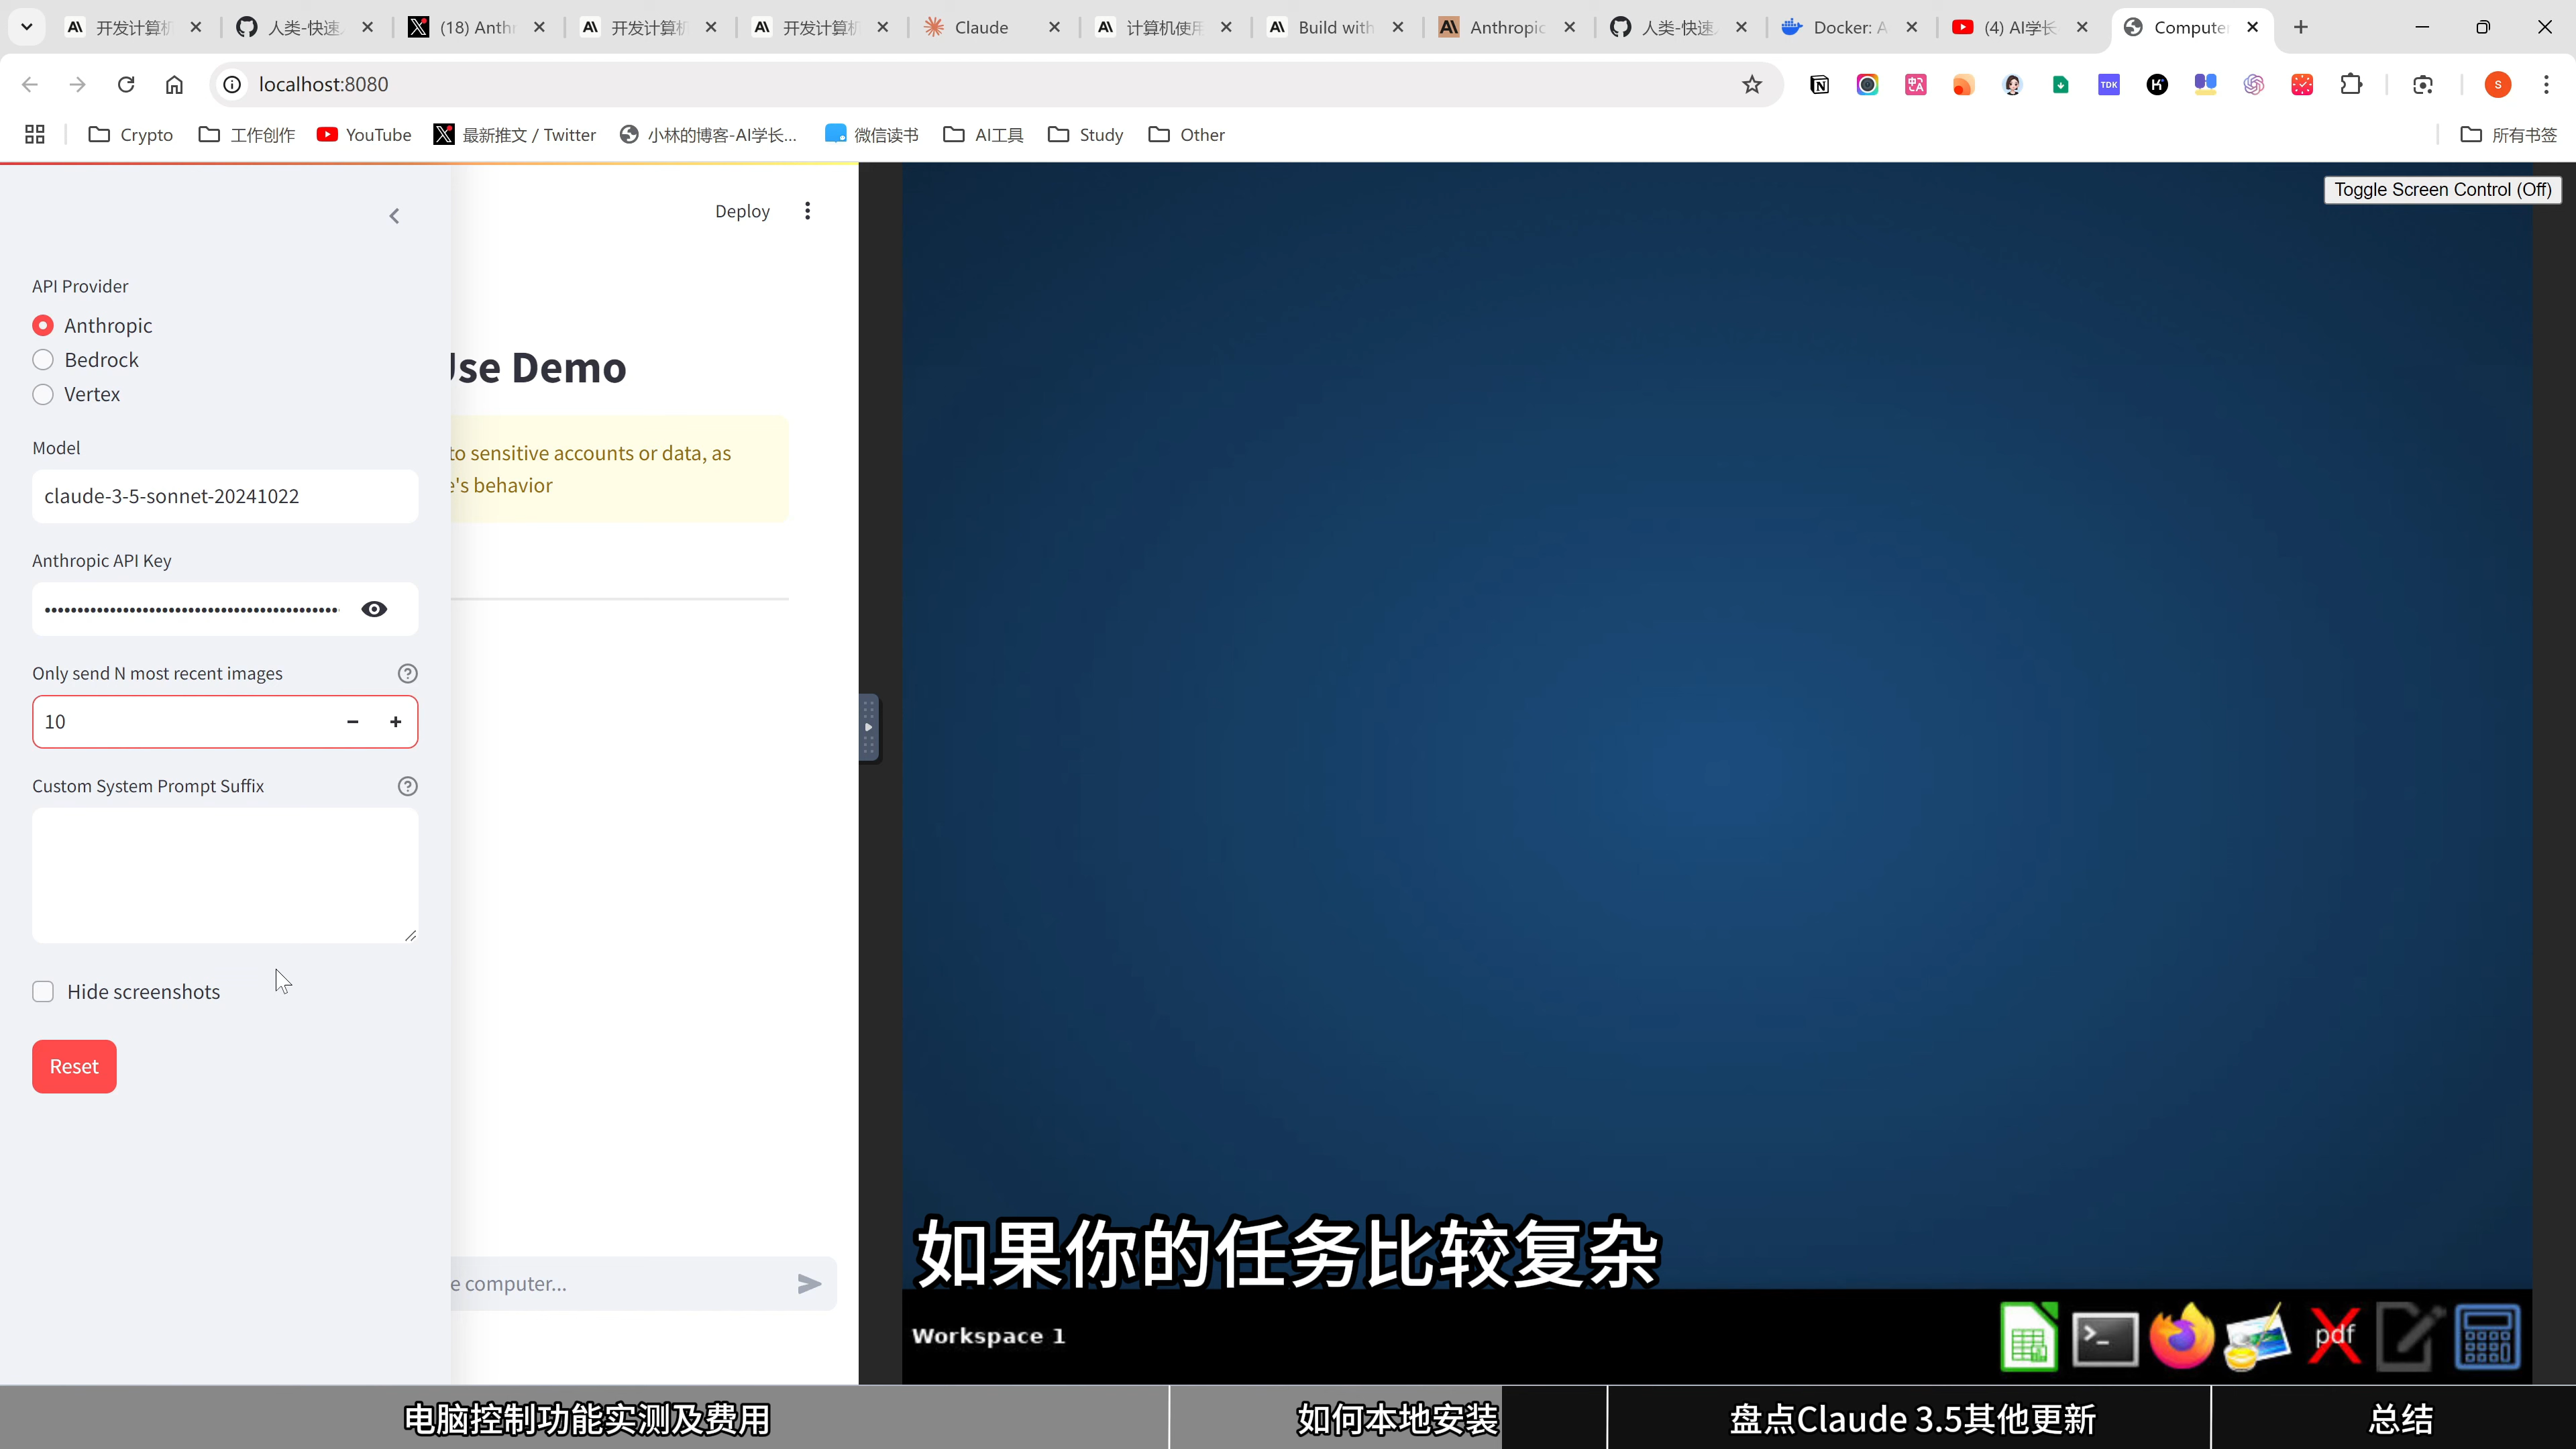 开发计算机
人类-快速
(18) Anthr
开发计算机
开发计算机
Claude
计算机使用
Build with
Anthropic
人类-快速
Docker: A
(4) AI学长
Computer
localhost:8080
Crypto
工作创作
YouTube
最新推文 / Twitter
小林的博客-AI学长...
微信读书
AI工具
Study
Other
所有书签
Deploy
Toggle Screen Control (Off)
API Provider
Anthropic
Bedrock
Vertex
Use Demo
to sensitive accounts or data, as
e's behavior
Model
claude-3-5-sonnet-20241022
Anthropic API Key
Only send N most recent images
10
Custom System Prompt Suffix
Hide screenshots
Reset
e computer...
如果你的任务比较复杂
Workspace 1
pdf
电脑控制功能实测及费用
如何本地安装
盘点Claude 3.5其他更新
总结